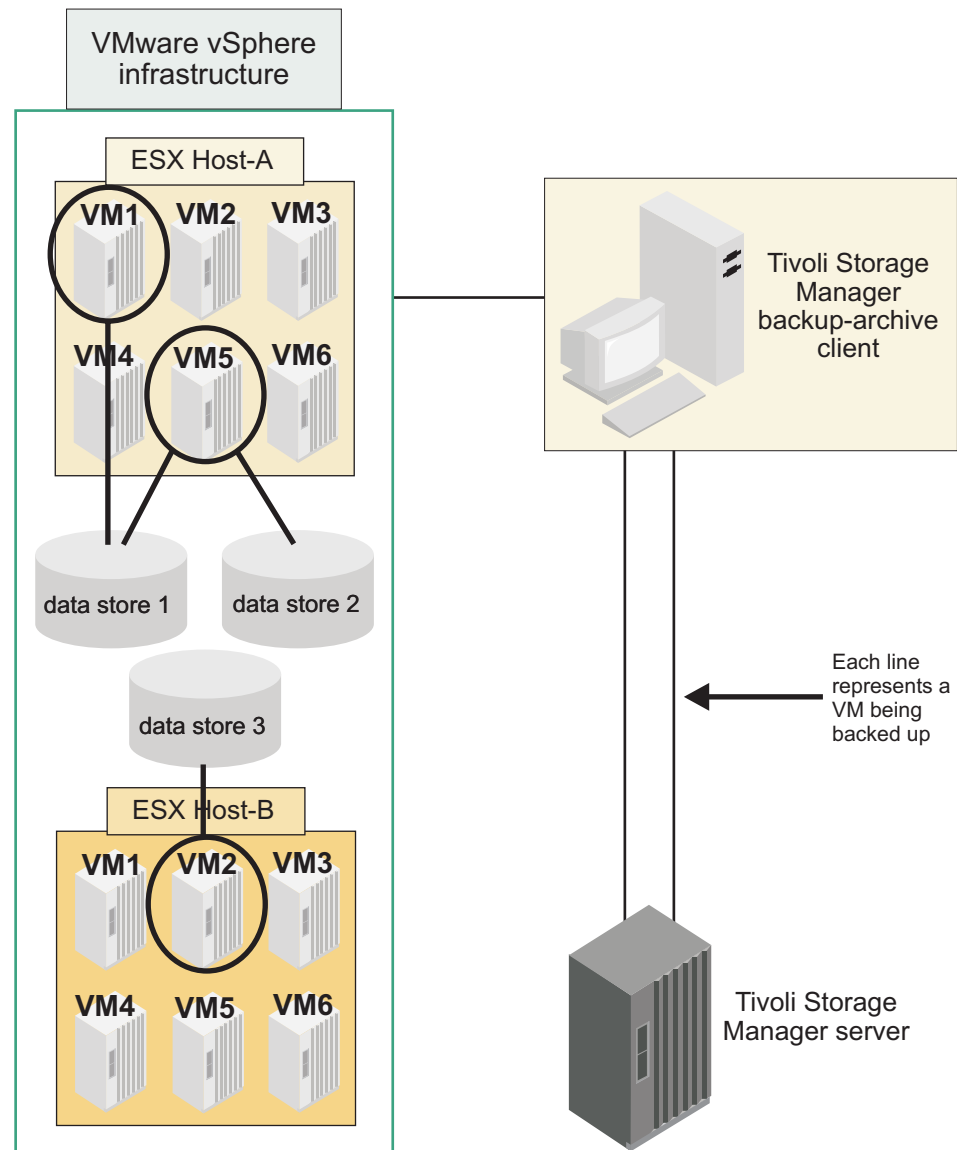 VMware vSphere
infrastructure
ESX Host-A
VM1 VM2 VM3
VM4 VM5 VM6
data store 1 data store 2
data store 3
ESX Host-B
VM1 VM2 VM3
VM4 VM5 VM6
Tivoli Storage
Manager
backup-archive
client
Each line
represents a
VM being
backed up
Tivoli Storage
Manager server